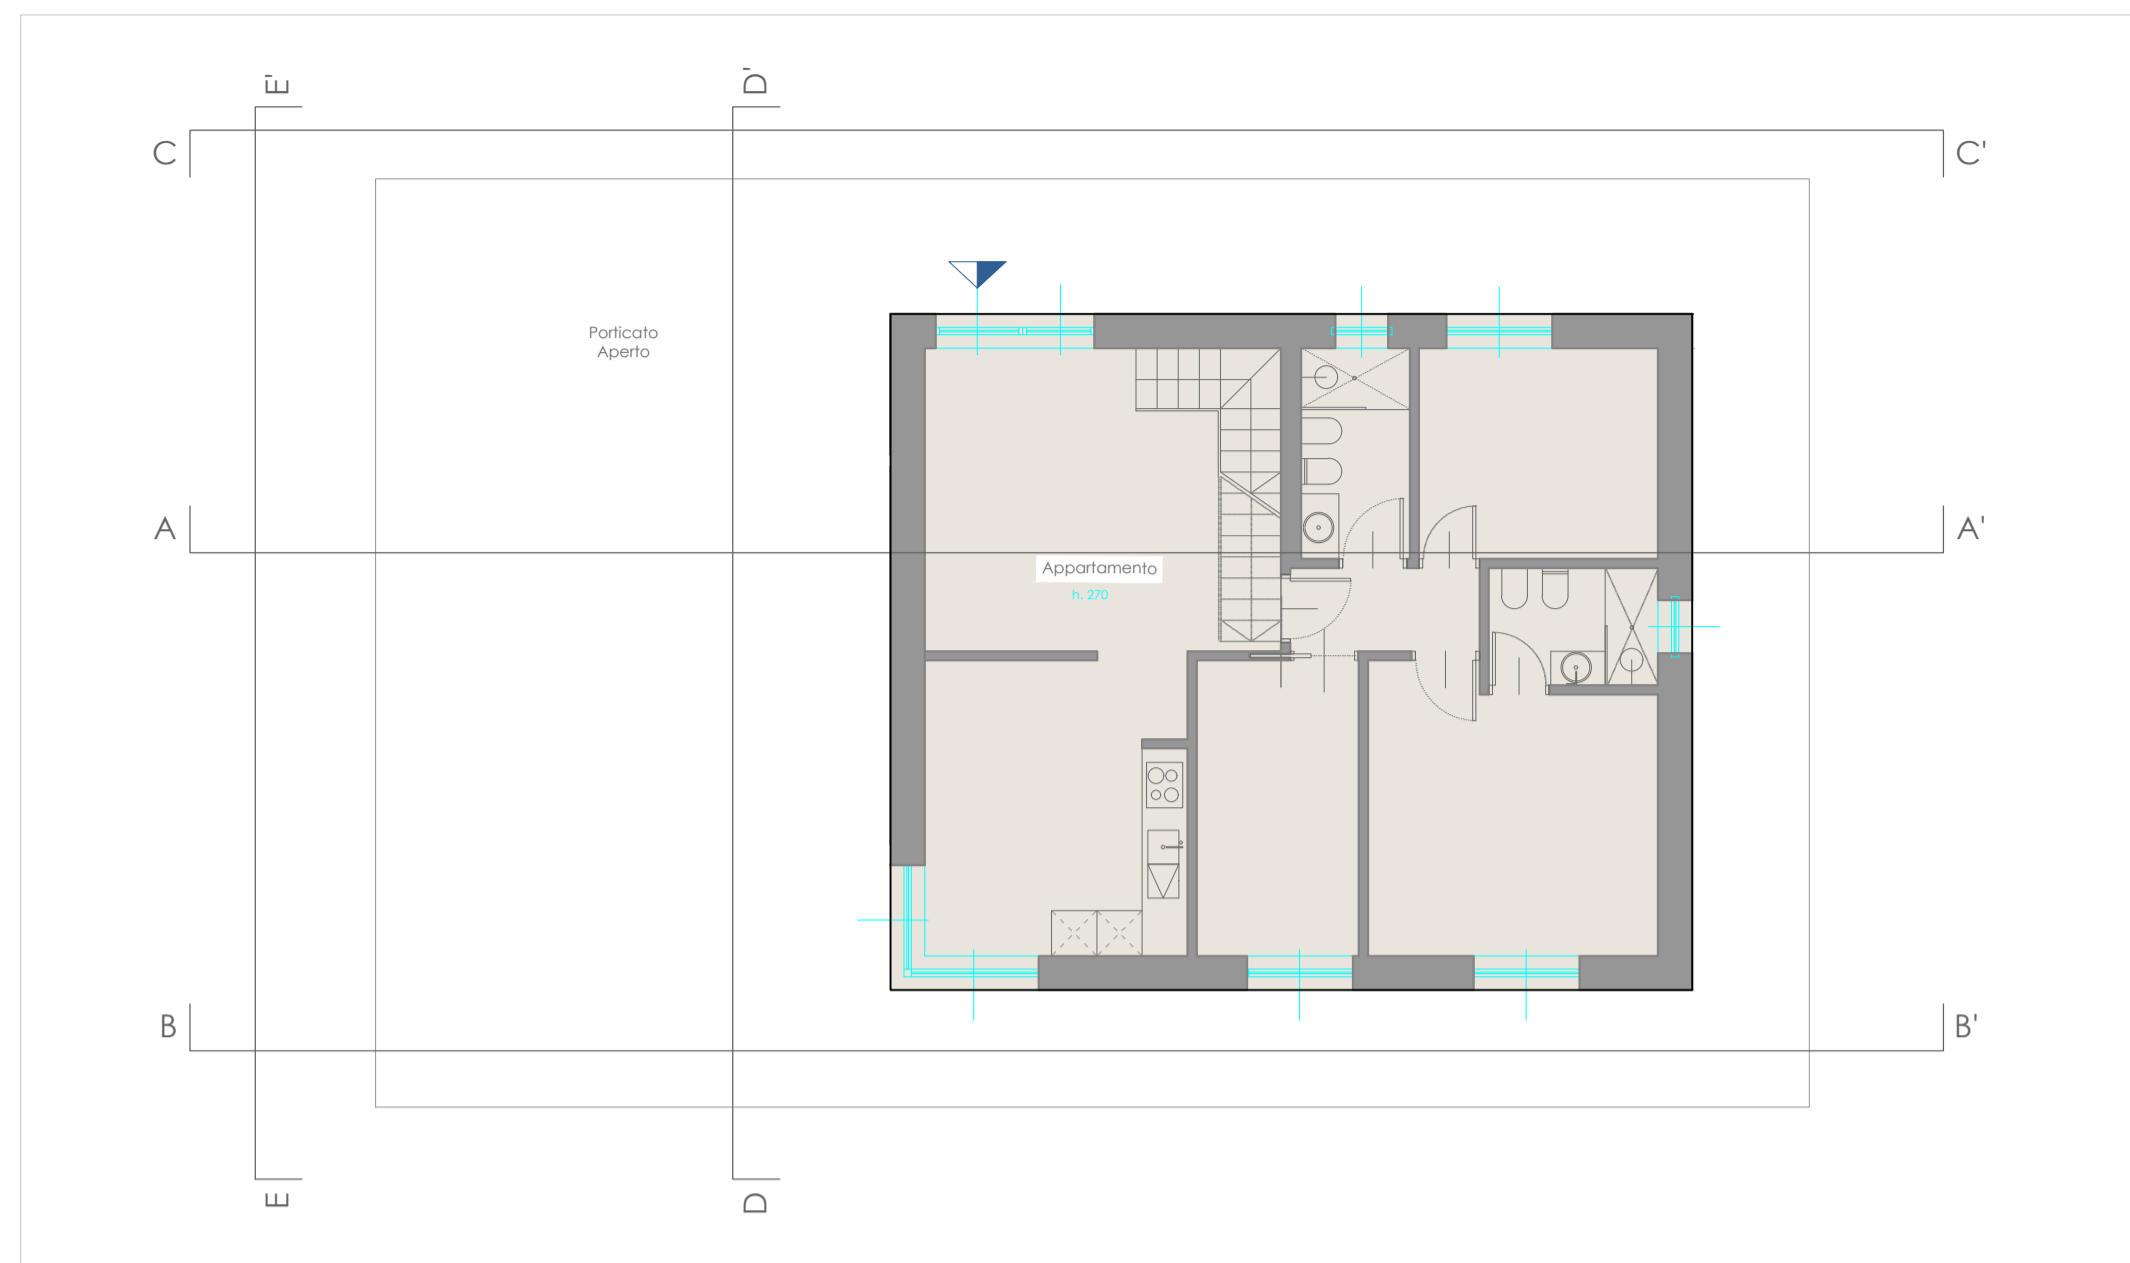 E'
D'
C
C'
Porticato
Aperto
A
A'
Appartamento
h. 270
B
B'
E
D